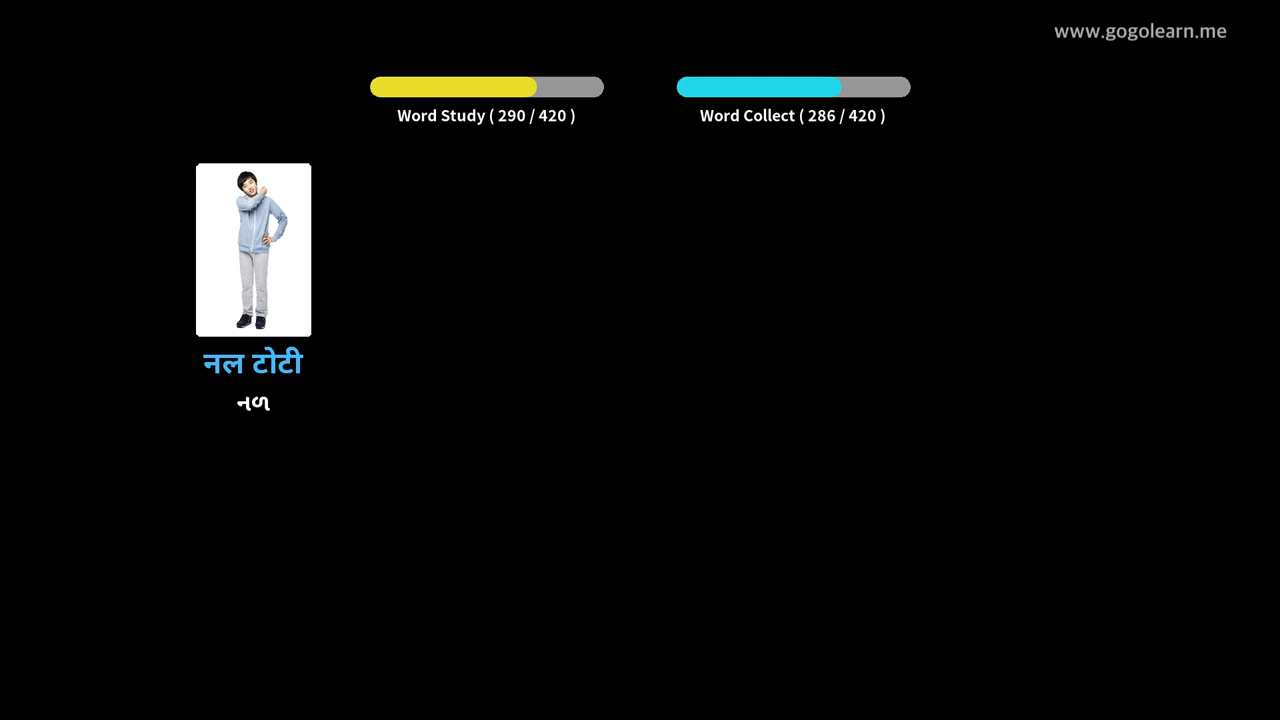 www.gogolearn.me
Word Study ( 290 / 420 )
Word Collect ( 286 / 420 )
नल टोटी
નળ